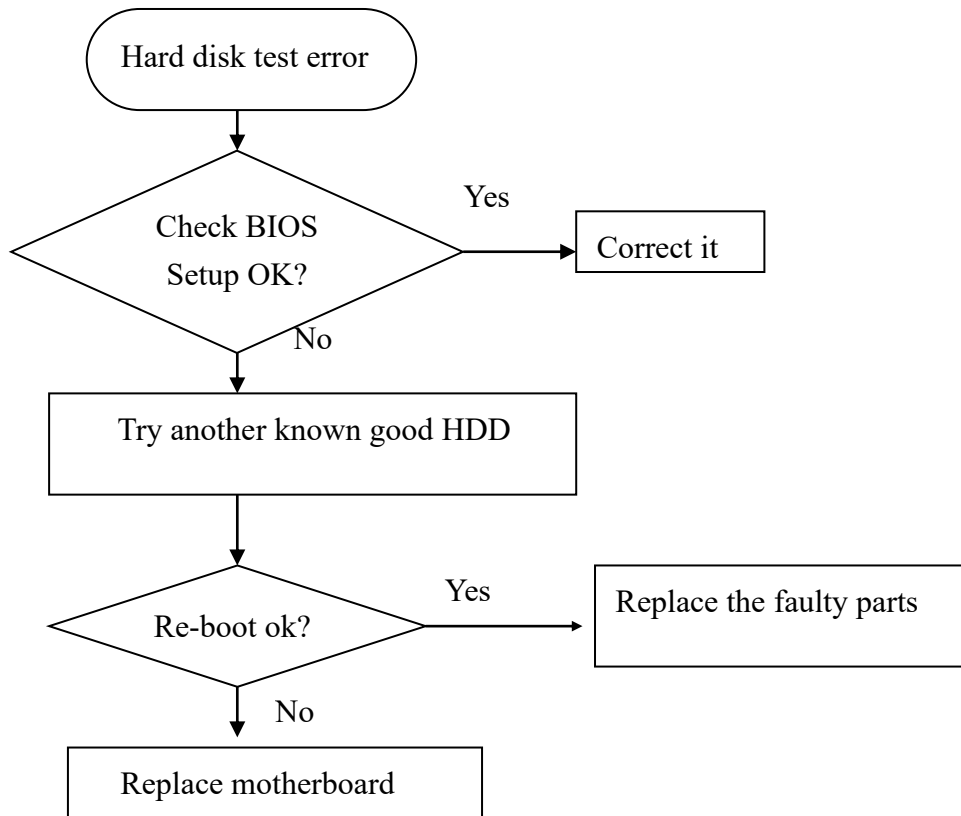 Hard disk test error
Yes
Check BIOS
Setup OK?
Correct it
No
Try another known good HDD
Yes
Re-boot ok?
Replace the faulty parts
No
Replace motherboard